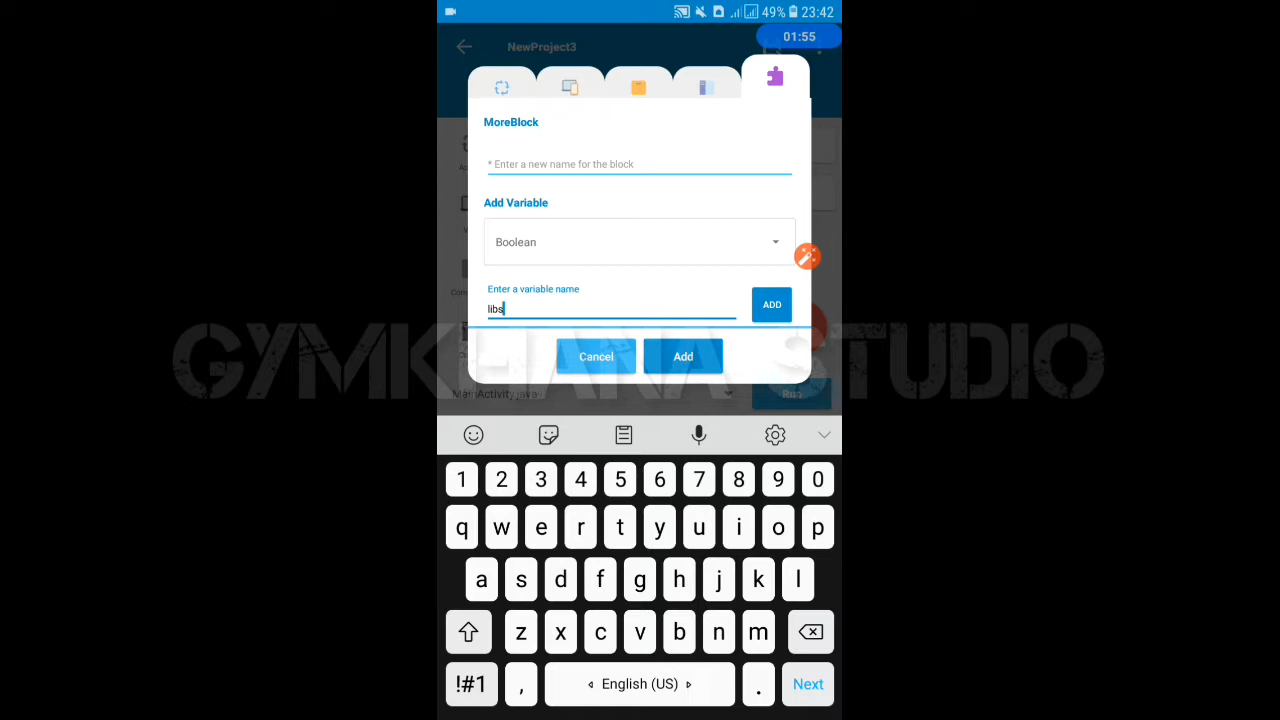 49% 23:42
01:55
NewProject3
MoreBlock
* Enter a new name for the block
Add Variable
Boolean
Enter a variable name
libs
ADD
Cancel
Add
GYMKHANA STUDIO
MainActivity.java
Run
1 2 3 4 5 6 7 8 9 0
q w e r t y u i o p
a s d f g h j k l
z x c v b n m
!#1 , English (US) . Next